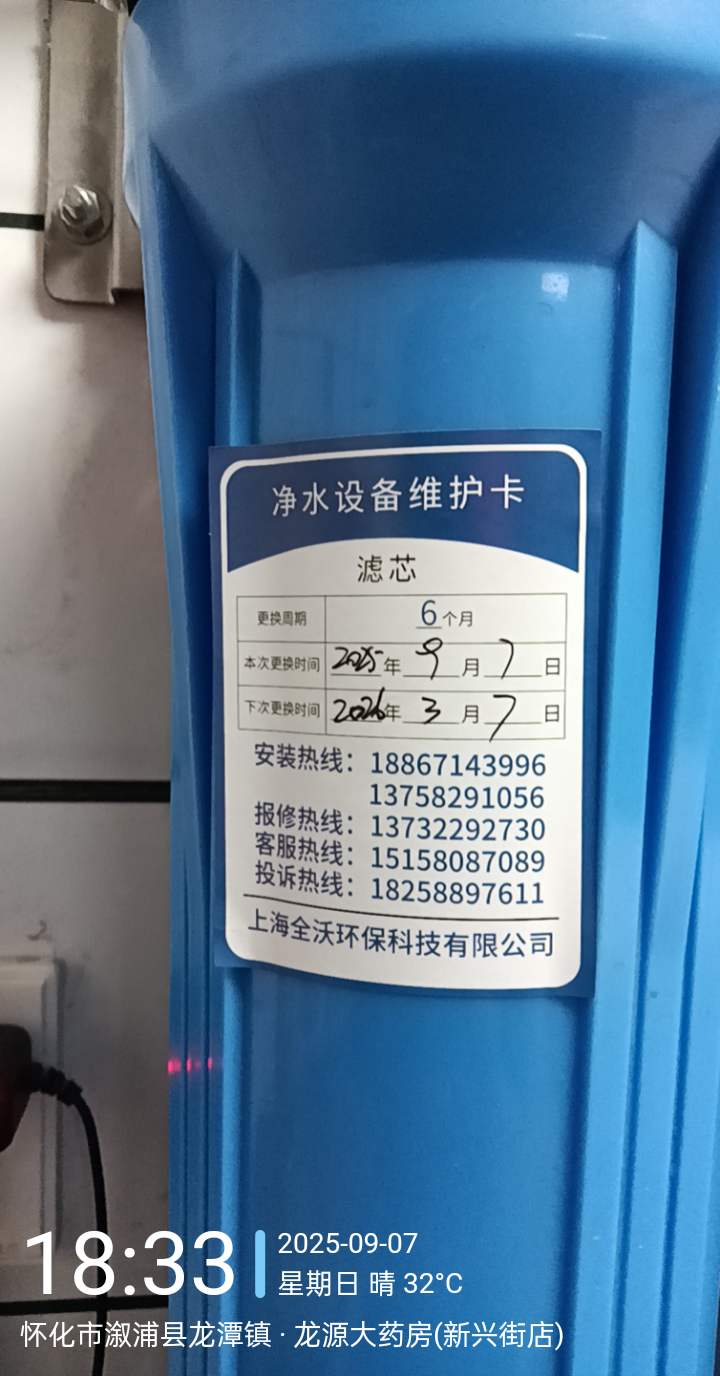 净水设备维护卡
滤芯
更换周期 6个月
本次更换时间 2025年 9 月 7 日
下次更换时间 2026年 3 月 7 日
安装热线：18867143996
13758291056
报修热线：13732292730
客服热线：15158087089
投诉热线：18258897611
上海全沃环保科技有限公司
18:33
2025-09-07
星期日 晴 32°C
怀化市溆浦县龙潭镇 · 龙源大药房(新兴街店)